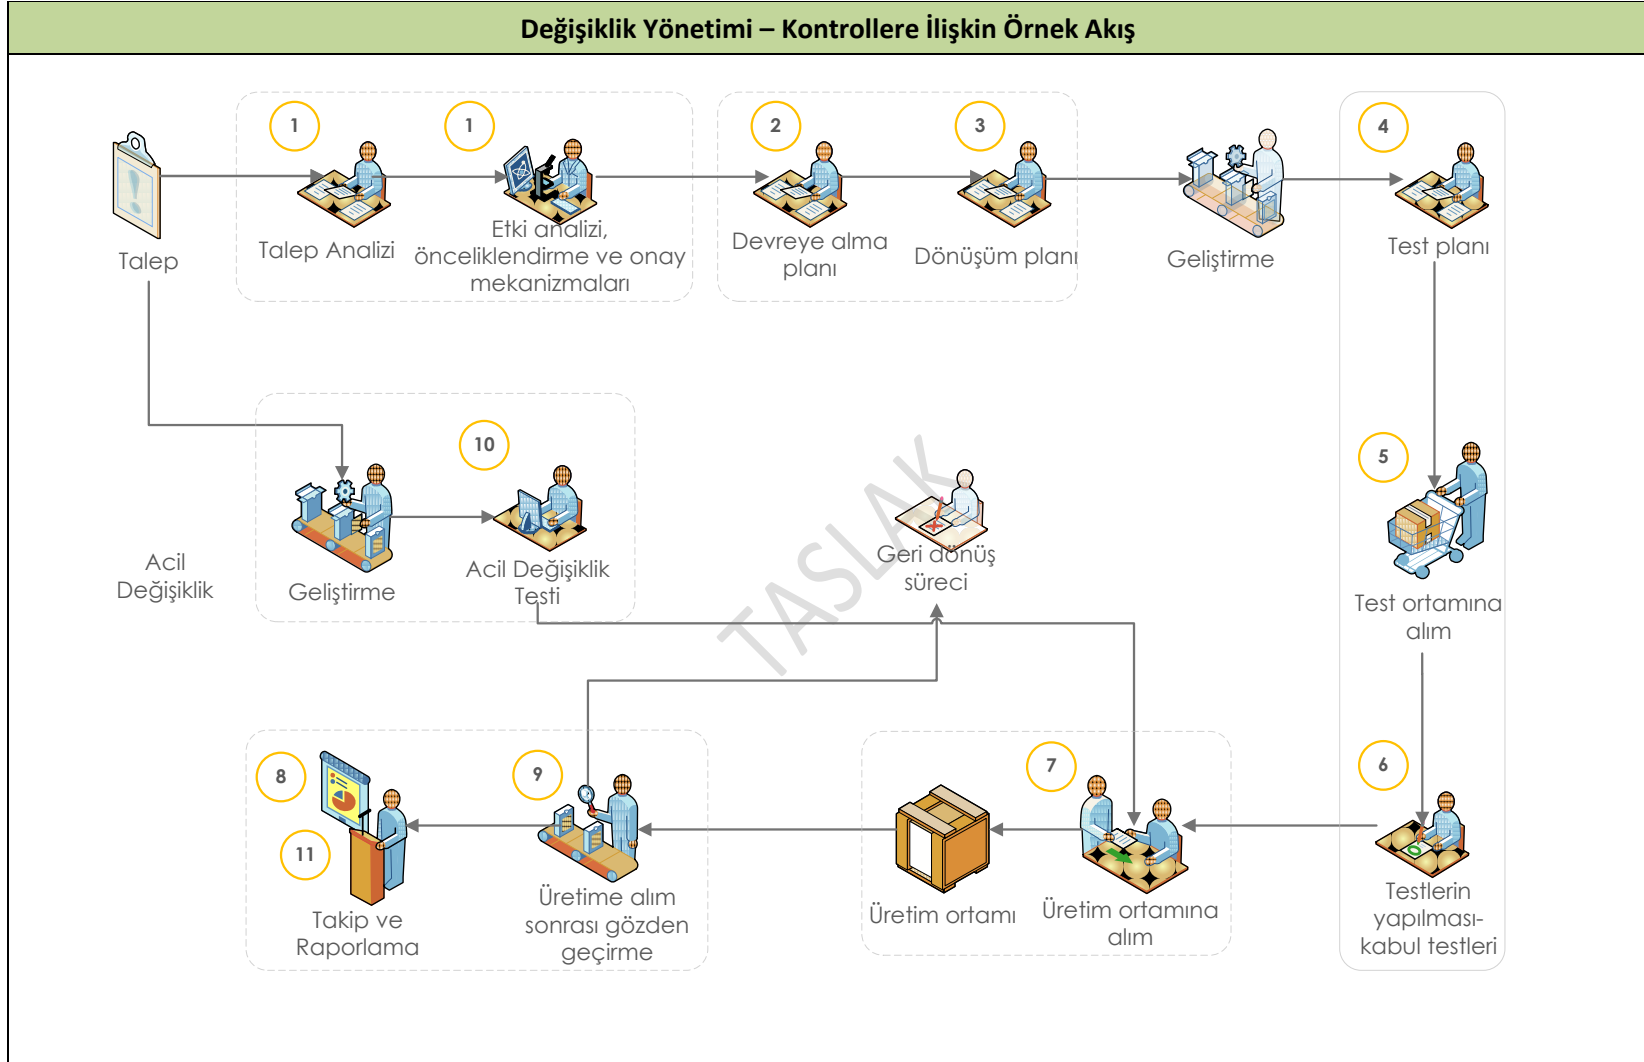 Değişiklik Yönetimi – Kontrollere İlişkin Örnek Akış
1
1
2
3
4
Talep
Talep Analizi
Etki analizi,
önceliklendirme ve onay
mekanizmaları
Devreye alma
planı
Dönüşüm planı
Geliştirme
Test planı
10
5
Acil
Değişiklik
Geliştirme
Acil Değişiklik
Testi
Geri dönüş
süreci
Test ortamına
alım
TASLAK
8
11
9
7
6
Takip ve
Raporlama
Üretime alım
sonrası gözden
geçirme
Üretim ortamı
Üretim ortamına
alım
Testlerin
yapılması-
kabul testleri